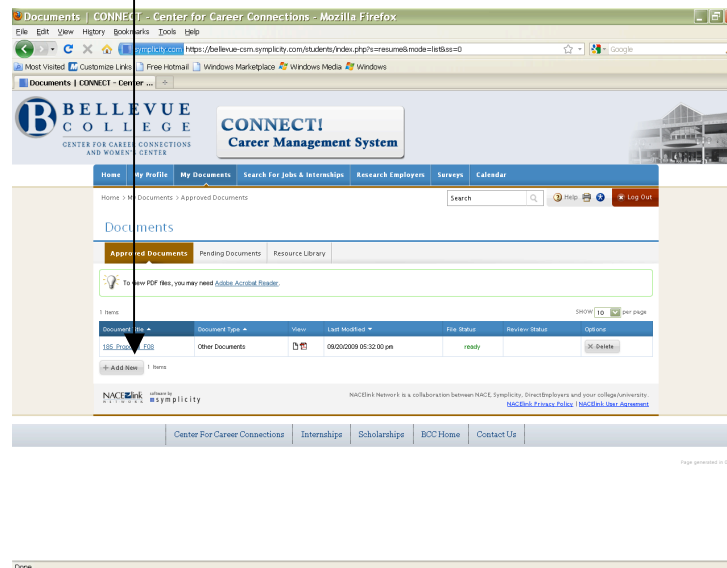 Documents | CONNECT - Center for Career Connections - Mozilla Firefox
File Edit View History Bookmarks Tools Help
symplicity.com https://bellevue-csm.symplicity.com/students/index.php?s=resume&mode=list&ss=0 Google
Most Visited Customize Links Free Hotmail Windows Marketplace Windows Media Windows
Documents | CONNECT - Center ...
B BELLEVUE
COLLEGE
CENTER FOR CAREER CONNECTIONS
AND WOMEN'S CENTER
CONNECT!
Career Management System
Home My Profile My Documents Search For Jobs & Internships Research Employers Surveys Calendar
Home > My Documents > Approved Documents Search Help Log Out
Documents
Approved Documents Pending Documents Resource Library
To view PDF files, you may need Adobe Acrobat Reader.
1 Items SHOW 10 per page
Document Title Document Type View Last Modified File Status Review Status Options
185_Proposal_F08 Other Documents 09/20/2009 05:32:00 pm ready Delete
+ Add New 1 Items
NACElink NETWORK software by symplicity NACElink Network is a collaboration between NACE, Symplicity, DirectEmployers and your college/university.
NACElink Privacy Policy | NACElink User Agreement
Center For Career Connections Internships Scholarships BCC Home Contact Us
Page generated in
Done